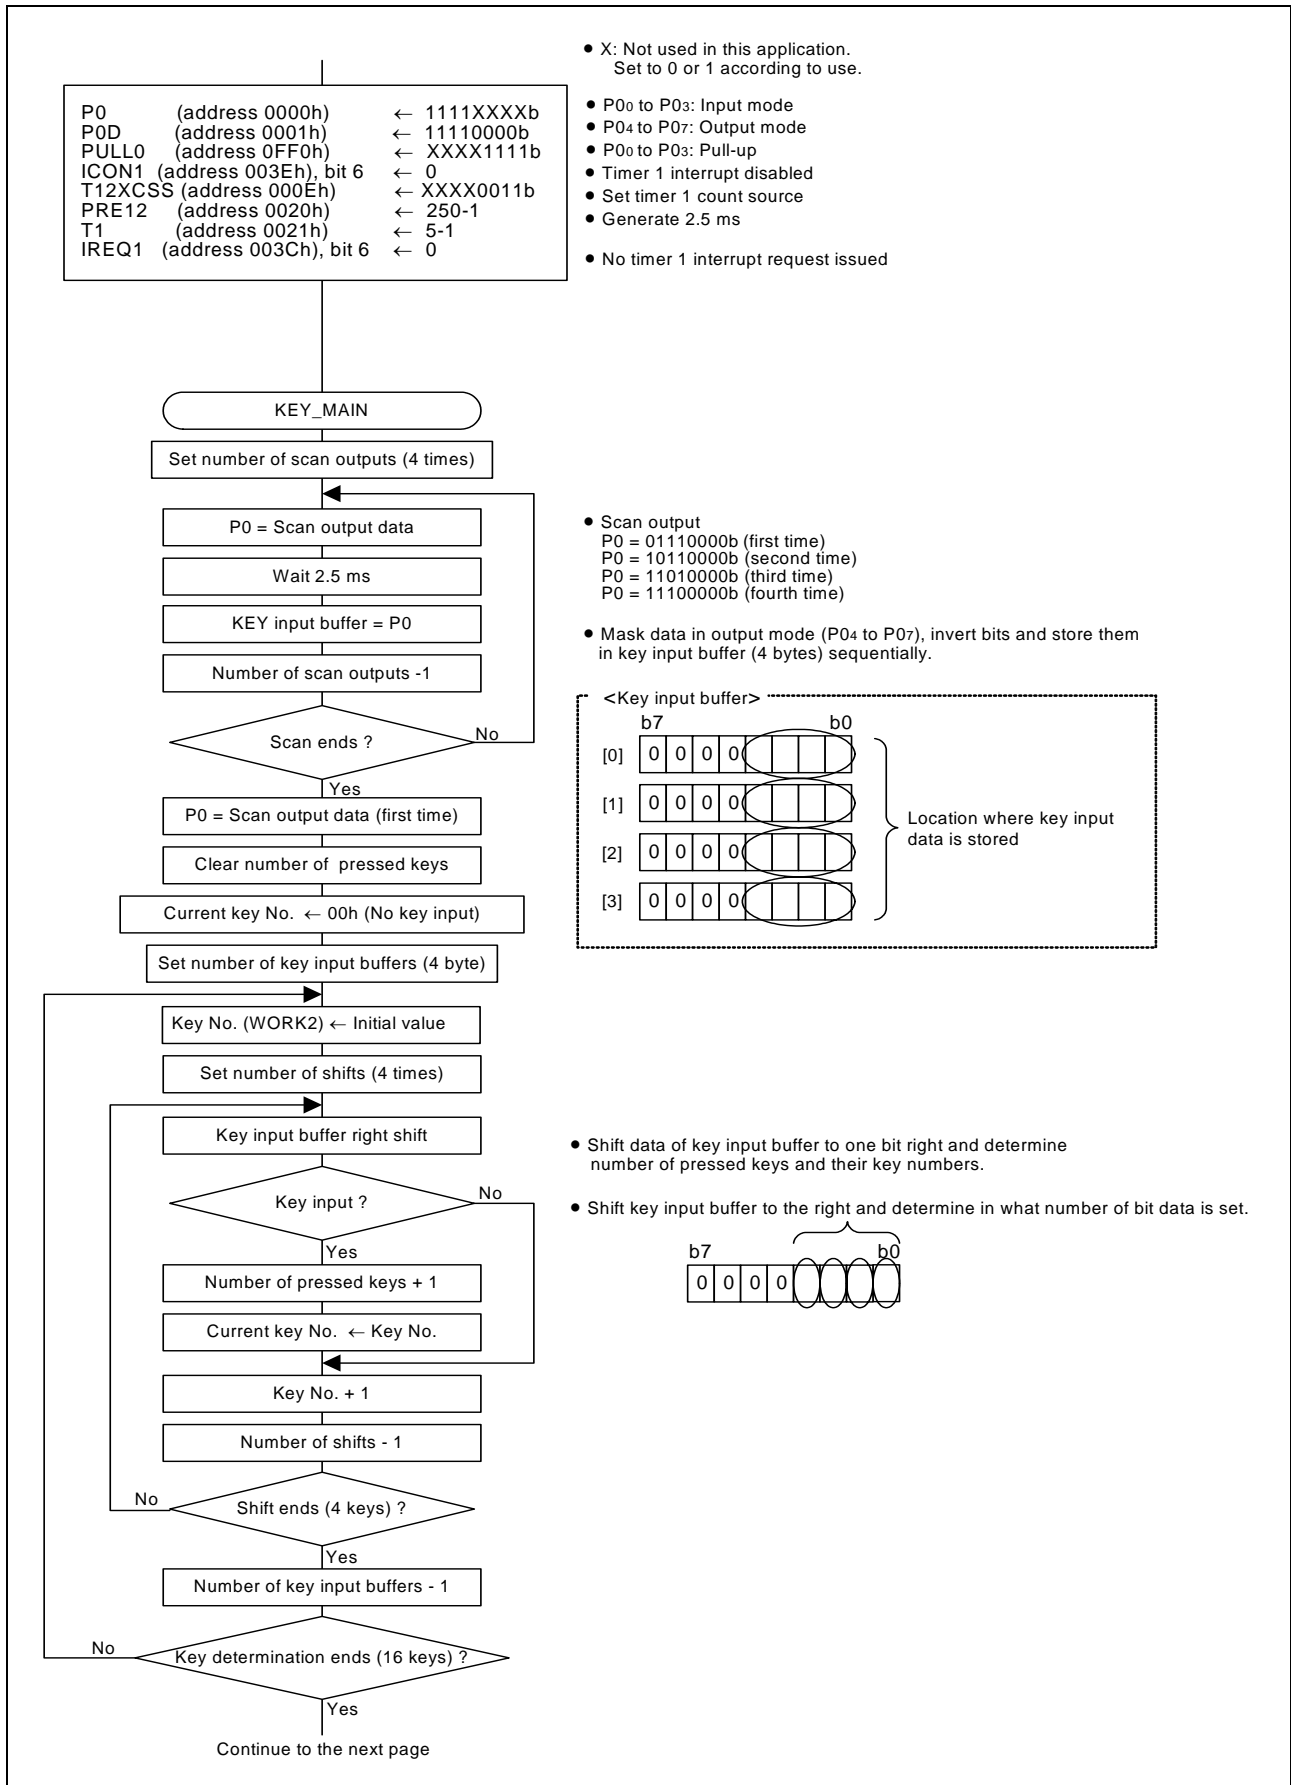 ● X: Not used in this application.
Set to 0 or 1 according to use.
P0 (address 0000h) ← 1111XXXXb
P0D (address 0001h) ← 11110000b
PULL0 (address 0FF0h) ← XXXX1111b
ICON1 (address 003Eh), bit 6 ← 0
T12XCSS (address 000Eh) ← XXXX0011b
PRE12 (address 0020h) ← 250-1
T1 (address 0021h) ← 5-1
IREQ1 (address 003Ch), bit 6 ← 0
● P00 to P03: Input mode
● P04 to P07: Output mode
● P00 to P03: Pull-up
● Timer 1 interrupt disabled
● Set timer 1 count source
● Generate 2.5 ms
● No timer 1 interrupt request issued
KEY_MAIN
Set number of scan outputs (4 times)
P0 = Scan output data
Wait 2.5 ms
KEY input buffer = P0
Number of scan outputs -1
Scan ends ?
No
Yes
● Scan output
P0 = 01110000b (first time)
P0 = 10110000b (second time)
P0 = 11010000b (third time)
P0 = 11100000b (fourth time)
● Mask data in output mode (P04 to P07), invert bits and store them
in key input buffer (4 bytes) sequentially.
<Key input buffer>
b7 b0
[0] 0 0 0 0
[1] 0 0 0 0
[2] 0 0 0 0
[3] 0 0 0 0
Location where key input
data is stored
P0 = Scan output data (first time)
Clear number of pressed keys
Current key No. ← 00h (No key input)
Set number of key input buffers (4 byte)
Key No. (WORK2) ← Initial value
Set number of shifts (4 times)
Key input buffer right shift
Key input ?
No
Yes
● Shift data of key input buffer to one bit right and determine
number of pressed keys and their key numbers.
● Shift key input buffer to the right and determine in what number of bit data is set.
b7 b0
0 0 0 0
Number of pressed keys + 1
Current key No. ← Key No.
Key No. + 1
Number of shifts - 1
Shift ends (4 keys) ?
No
Yes
Number of key input buffers - 1
Key determination ends (16 keys) ?
No
Yes
Continue to the next page